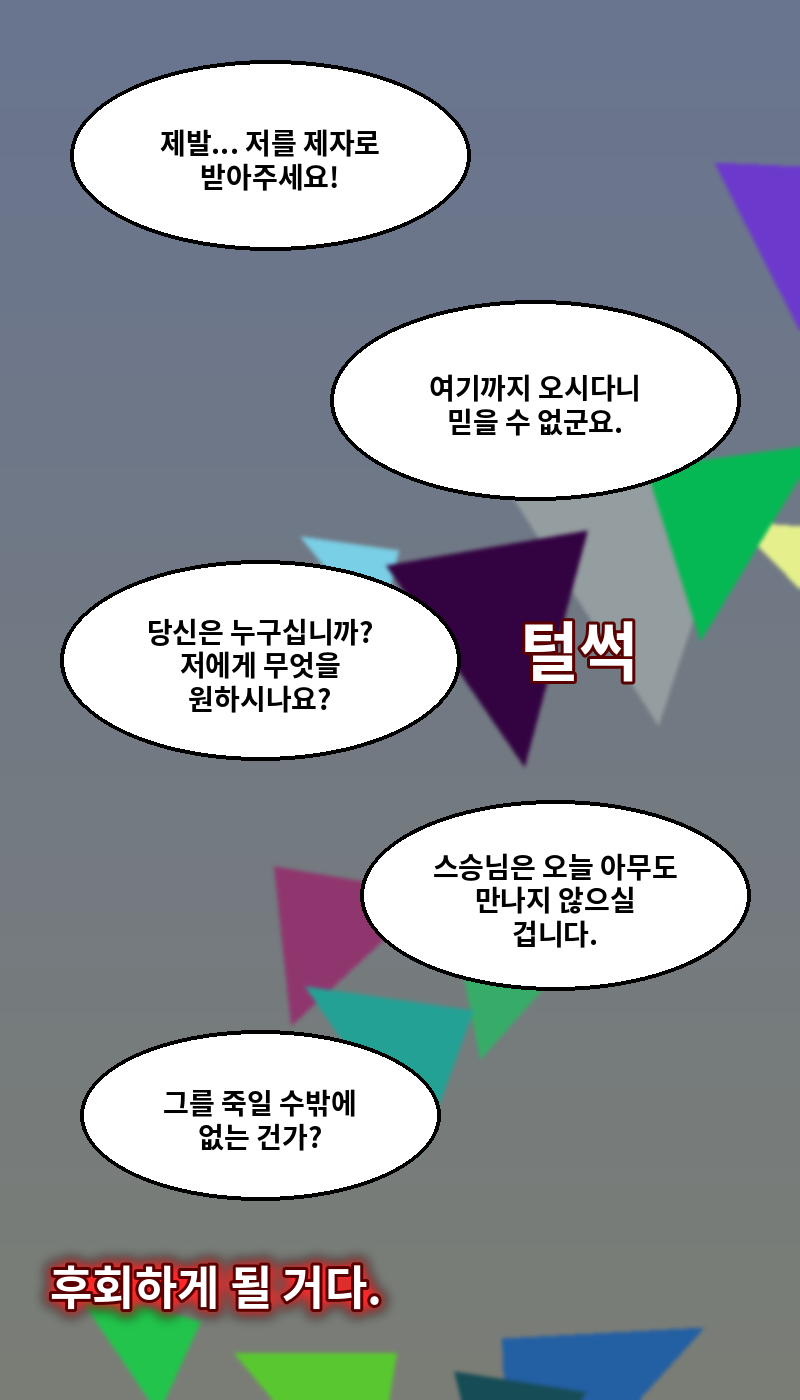 제발... 저를 제자로
받아주세요!
여기까지 오시다니
믿을 수 없군요.
당신은 누구십니까?
저에게 무엇을
원하시나요?
털썩
스승님은 오늘 아무도
만나지 않으실
겁니다.
그를 죽일 수밖에
없는 건가?
후회하게 될 거다.